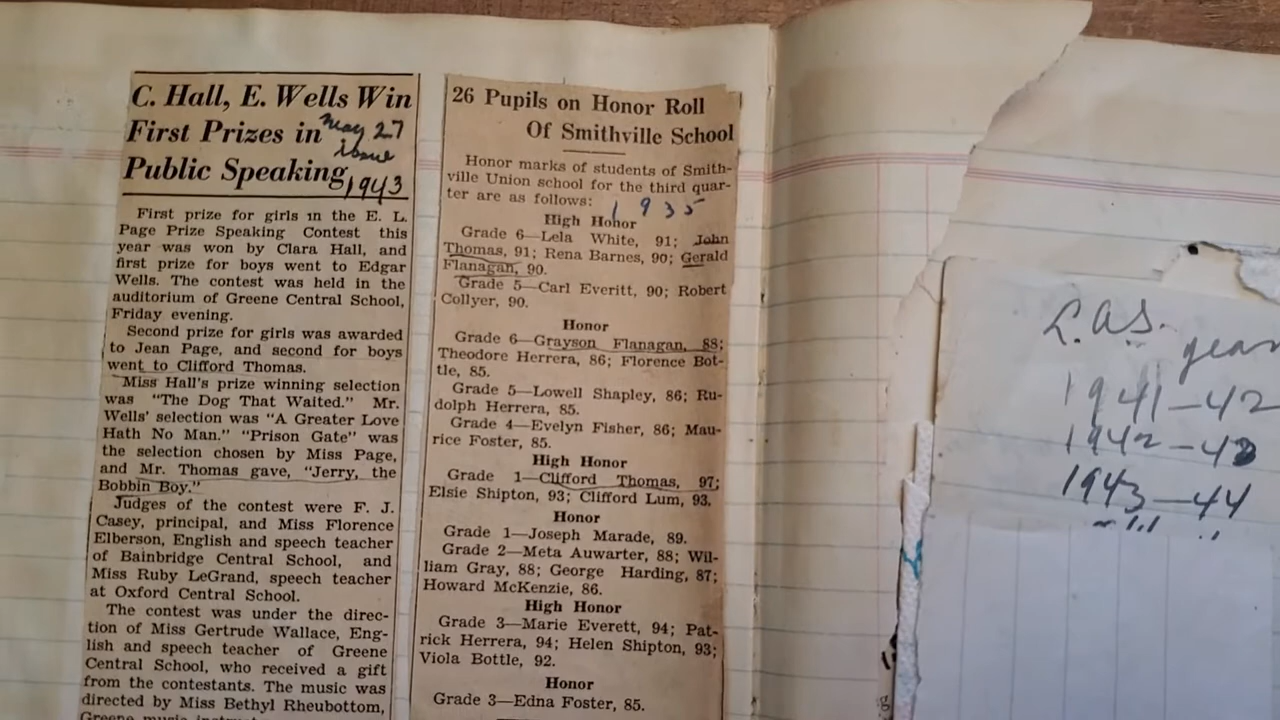 C. Hall, E. Wells Win
First Prizes in
Public Speaking
May 27
issue
1943
First prize for girls in the E. L.
Page Prize Speaking Contest this
year was won by Clara Hall, and
first prize for boys went to Edgar
Wells. The contest was held in the
auditorium of Greene Central School,
Friday evening.
Second prize for girls was awarded
to Jean Page, and second for boys
went to Clifford Thomas.
Miss Hall's prize winning selection
was "The Dog That Waited." Mr.
Wells' selection was "A Greater Love
Hath No Man." "Prison Gate" was
the selection chosen by Miss Page,
and Mr. Thomas gave, "Jerry, the
Bobbin Boy."
Judges of the contest were F. J.
Casey, principal, and Miss Florence
Elberson, English and speech teacher
of Bainbridge Central School, and
Miss Ruby LeGrand, speech teacher
at Oxford Central School.
The contest was under the direc-
tion of Miss Gertrude Wallace, Eng-
lish and speech teacher of Greene
Central School, who received a gift
from the contestants. The music was
directed by Miss Bethyl Rheubottom,
Greene music
26 Pupils on Honor Roll
Of Smithville School
Honor marks of students of Smith-
ville Union school for the third quar-
ter are as follows:
1935
High Honor
Grade 6—Lela White, 91; John
Thomas, 91; Rena Barnes, 90; Gerald
Flanagan, 90.
Grade 5—Carl Everitt, 90; Robert
Collyer, 90.
Honor
Grade 6—Grayson Flanagan, 88;
Theodore Herrera, 86; Florence Bot-
tle, 85.
Grade 5—Lowell Shapley, 86; Ru-
dolph Herrera, 85.
Grade 4—Evelyn Fisher, 86; Mau-
rice Foster, 85.
High Honor
Grade 1—Clifford Thomas, 97;
Elsie Shipton, 93; Clifford Lum, 93.
Honor
Grade 1—Joseph Marade, 89.
Grade 2—Meta Auwarter, 88; Wil-
liam Gray, 88; George Harding, 87;
Howard McKenzie, 86.
High Honor
Grade 3—Marie Everett, 94; Pat-
rick Herrera, 94; Helen Shipton, 93;
Viola Bottle, 92.
Honor
Grade 3—Edna Foster, 85.
year
1941-42
1942-43
1943-44